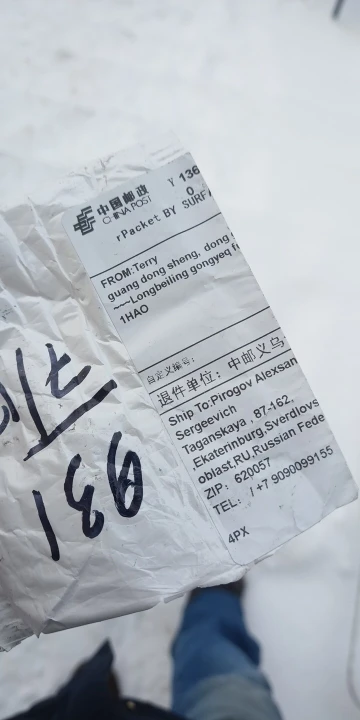 中国邮政
CHINA POST
Y 136
0
rPacket BY SURF
FROM:Terry
guang dong sheng, dong
~~~Longbeiling gongyeq
1HAO
自定义编号:
退件单位: 中邮义乌
Ship To:Pirogov Alexsan
Sergeevich
Taganskaya ,87-162,
,Ekaterinburg,Sverdlovs
oblast,RU,Russian Fede
ZIP: 620057
TEL: / +7 9090099155
4PX